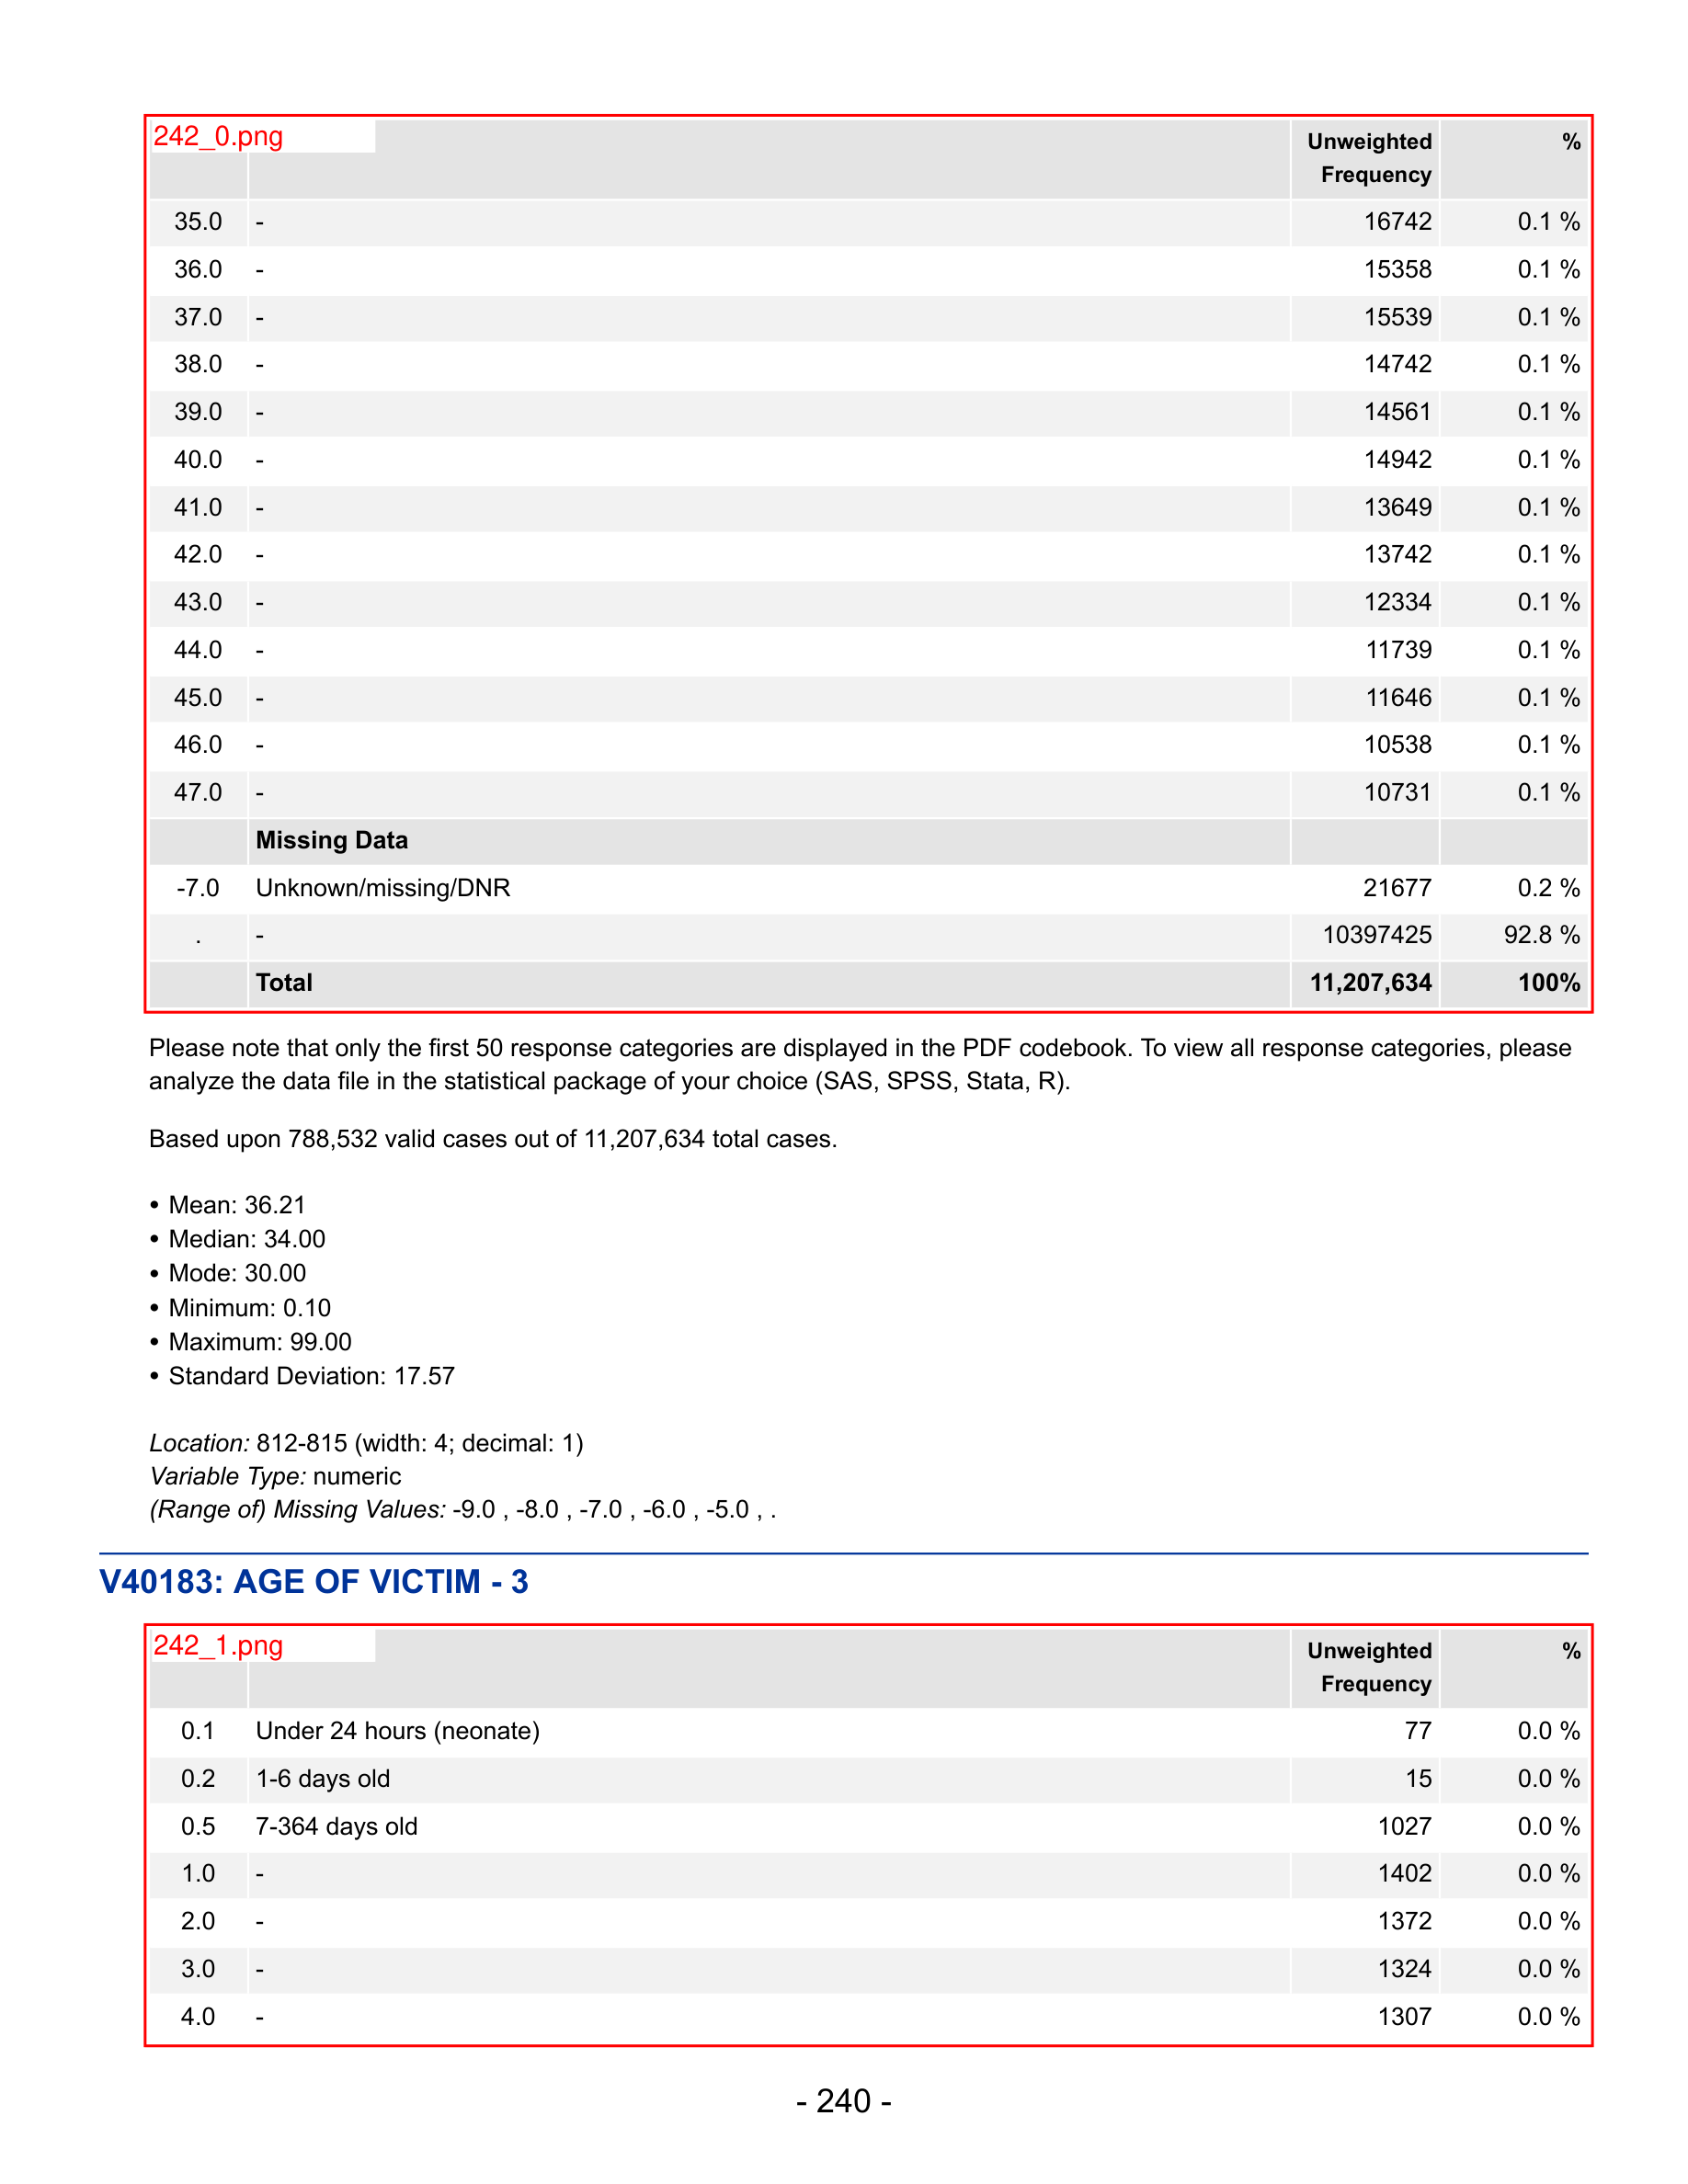 242_0.png
Unweighted Frequency %
35.0 - 16742 0.1 %
36.0 - 15358 0.1 %
37.0 - 15539 0.1 %
38.0 - 14742 0.1 %
39.0 - 14561 0.1 %
40.0 - 14942 0.1 %
41.0 - 13649 0.1 %
42.0 - 13742 0.1 %
43.0 - 12334 0.1 %
44.0 - 11739 0.1 %
45.0 - 11646 0.1 %
46.0 - 10538 0.1 %
47.0 - 10731 0.1 %
Missing Data
-7.0 Unknown/missing/DNR 21677 0.2 %
. - 10397425 92.8 %
Total 11,207,634 100%
Please note that only the first 50 response categories are displayed in the PDF codebook. To view all response categories, please
analyze the data file in the statistical package of your choice (SAS, SPSS, Stata, R).
Based upon 788,532 valid cases out of 11,207,634 total cases.
• Mean: 36.21
• Median: 34.00
• Mode: 30.00
• Minimum: 0.10
• Maximum: 99.00
• Standard Deviation: 17.57
Location: 812-815 (width: 4; decimal: 1)
Variable Type: numeric
(Range of) Missing Values: -9.0 , -8.0 , -7.0 , -6.0 , -5.0 , .
V40183: AGE OF VICTIM - 3
242_1.png
Unweighted Frequency %
0.1 Under 24 hours (neonate) 77 0.0 %
0.2 1-6 days old 15 0.0 %
0.5 7-364 days old 1027 0.0 %
1.0 - 1402 0.0 %
2.0 - 1372 0.0 %
3.0 - 1324 0.0 %
4.0 - 1307 0.0 %
- 240 -